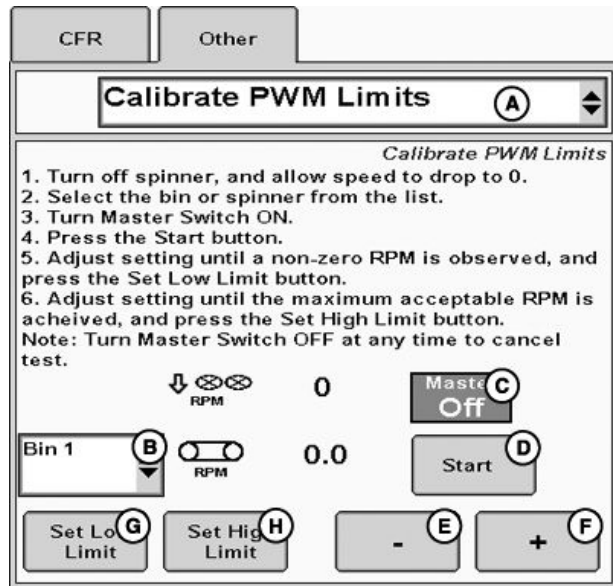 CFR
Other
Calibrate PWM Limits
A
Calibrate PWM Limits
1. Turn off spinner, and allow speed to drop to 0.
2. Select the bin or spinner from the list.
3. Turn Master Switch ON.
4. Press the Start button.
5. Adjust setting until a non-zero RPM is observed, and
press the Set Low Limit button.
6. Adjust setting until the maximum acceptable RPM is
acheived, and press the Set High Limit button.
Note: Turn Master Switch OFF at any time to cancel
test.
RPM
0
Maste
C
Off
Bin 1
B
RPM
0.0
Start
D
Set Lo
G
Limit
Set Hig
H
Limit
-
E
+
F